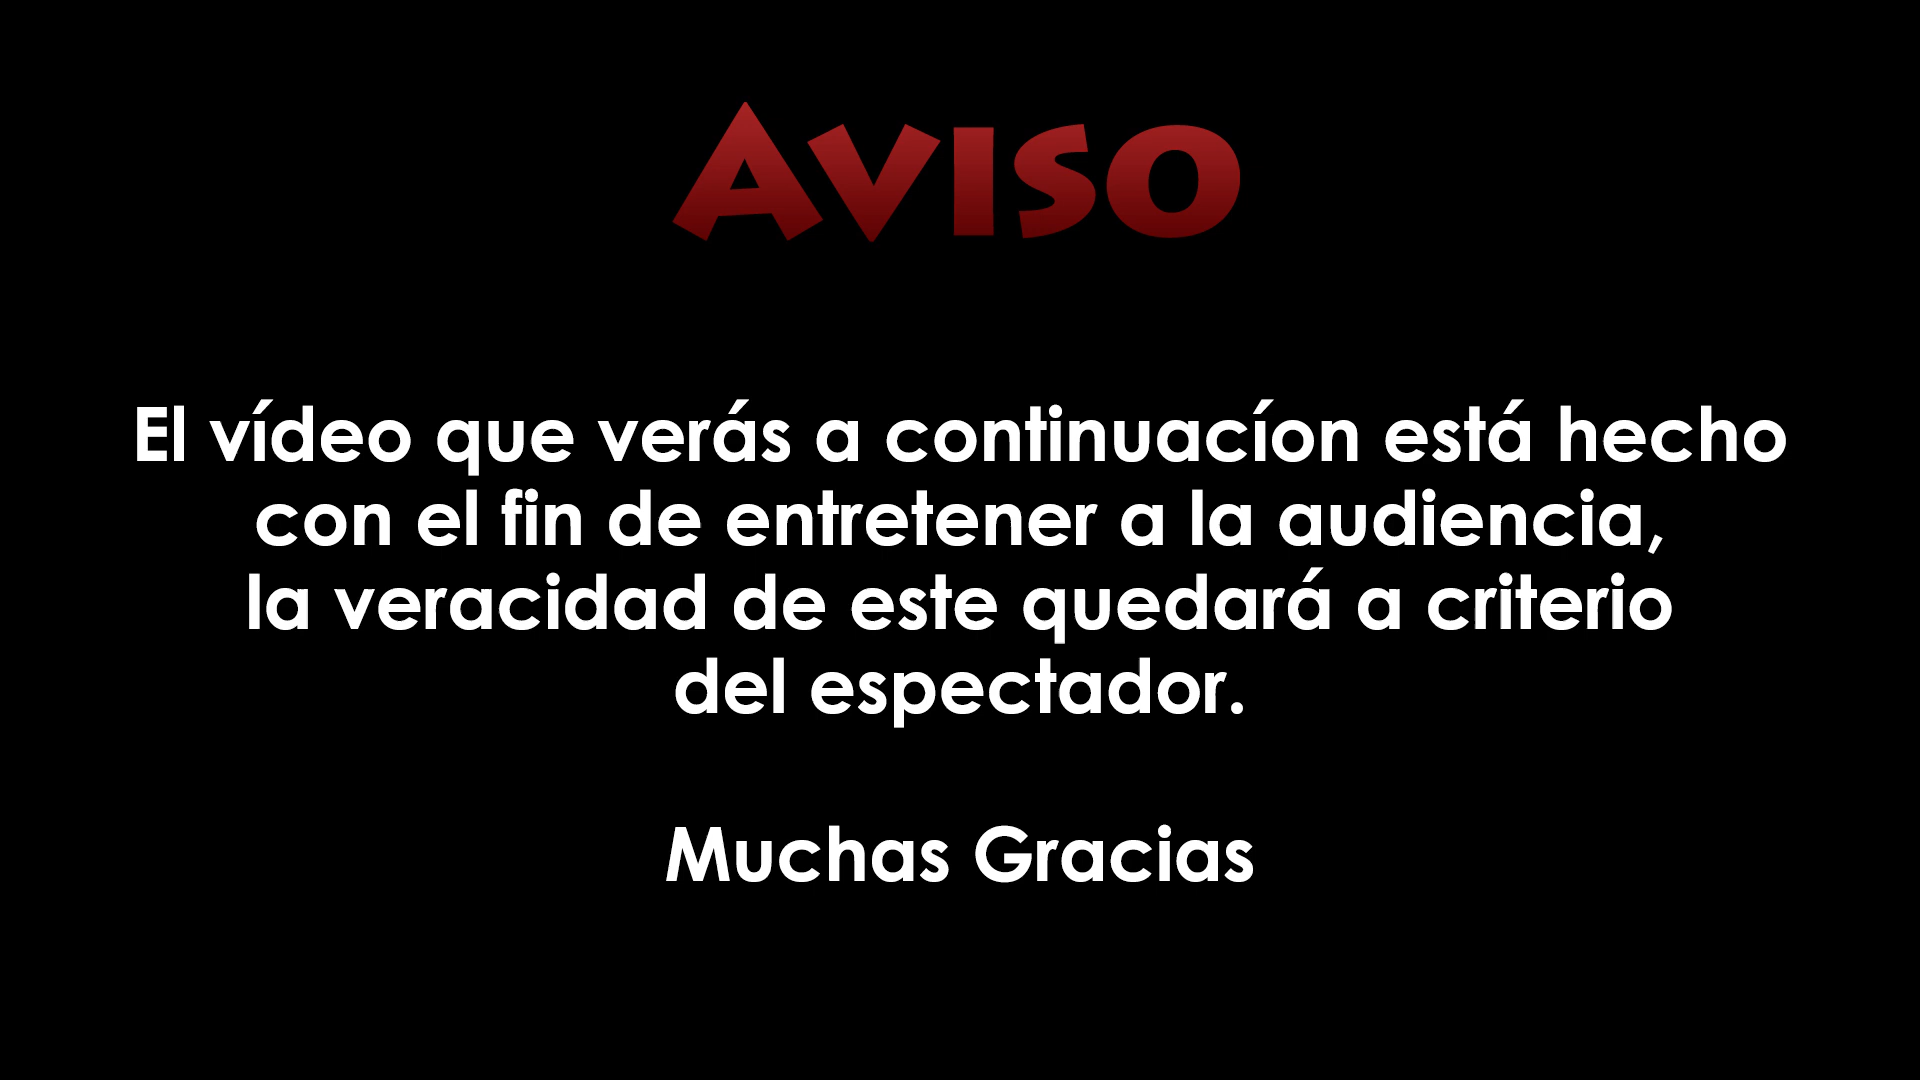 Aviso
El vídeo que verás a continuacíon está hecho
con el fin de entretener a la audiencia,
la veracidad de este quedará a criterio
del espectador.
Muchas Gracias